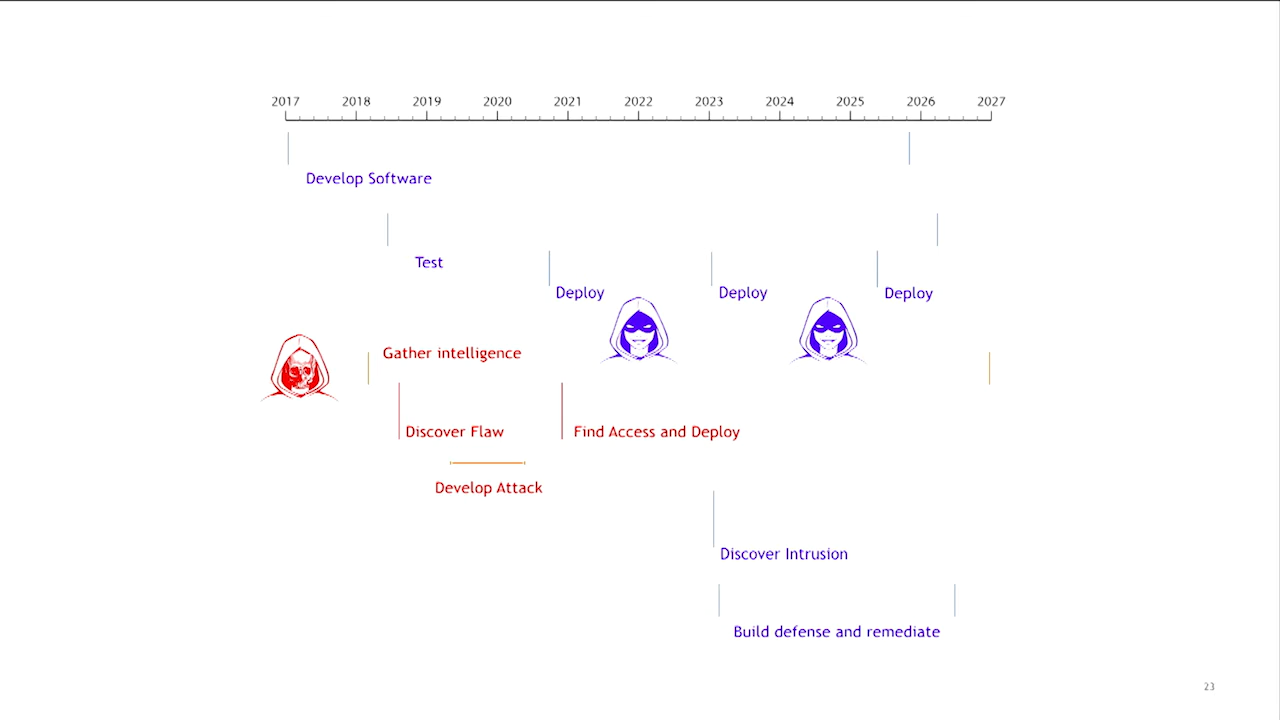 2017 2018 2019 2020 2021 2022 2023 2024 2025 2026 2027
Develop Software
Test
Deploy Deploy Deploy
Gather intelligence
Discover Flaw Find Access and Deploy
Develop Attack
Discover Intrusion
Build defense and remediate
23